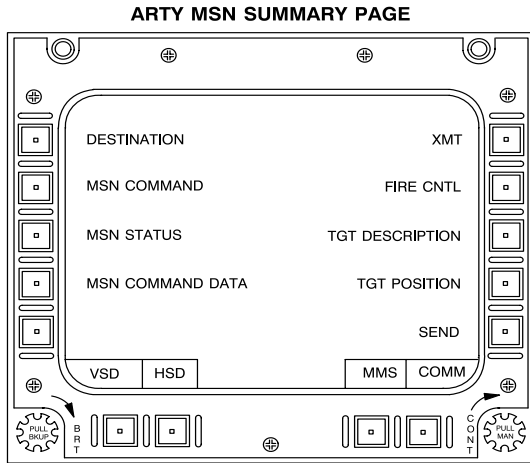 ARTY MSN SUMMARY PAGE
DESTINATION XMT
MSN COMMAND FIRE CNTL
MSN STATUS TGT DESCRIPTION
MSN COMMAND DATA TGT POSITION
SEND
VSD HSD MMS COMM
PULL BKUP
BRT
CONT
PULL MAN